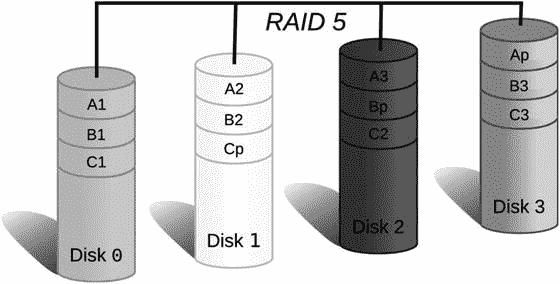 RAID 5
A1
B1
C1
Disk 0
A2
B2
Cp
Disk 1
A3
Bp
C2
Disk 2
Ap
B3
C3
Disk 3